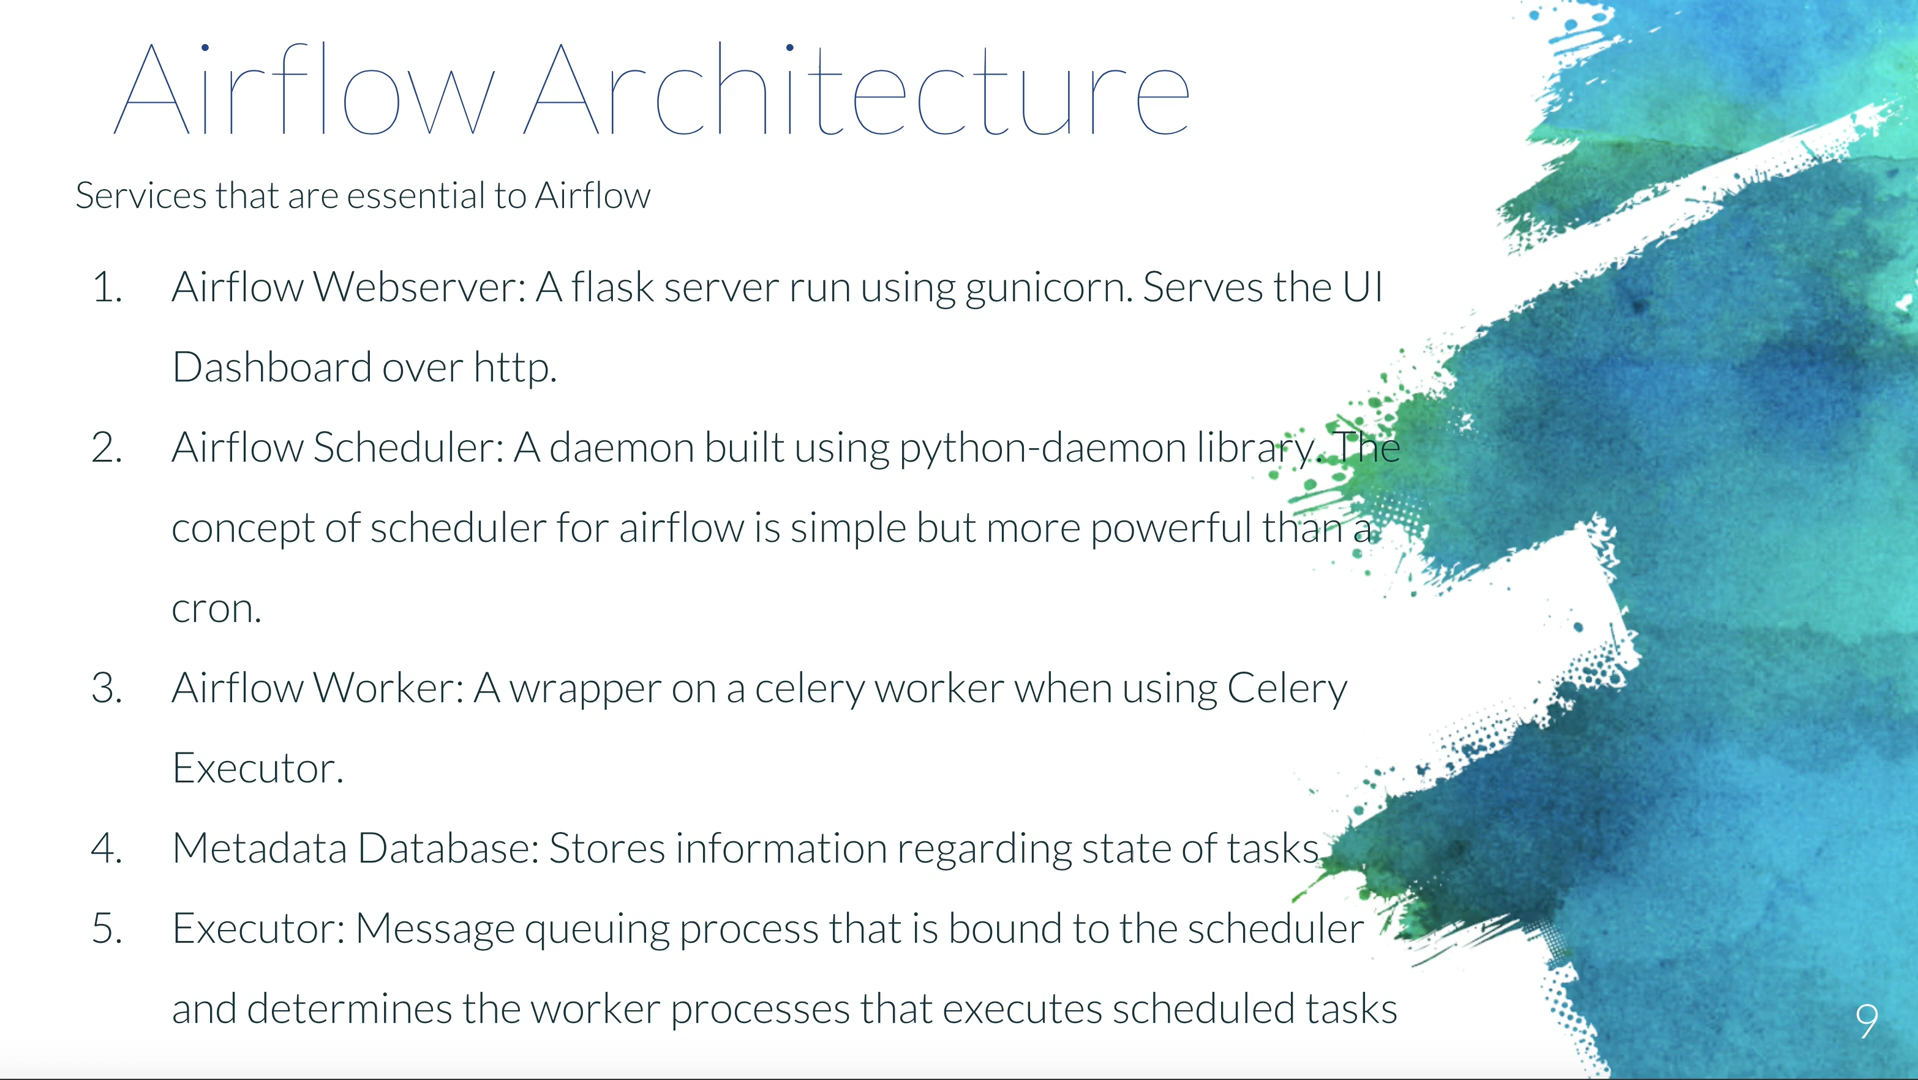 Airflow Architecture
Services that are essential to Airflow
1. Airflow Webserver: A flask server run using gunicorn. Serves the UI
Dashboard over http.
2. Airflow Scheduler: A daemon built using python-daemon library. The
concept of scheduler for airflow is simple but more powerful than a
cron.
3. Airflow Worker: A wrapper on a celery worker when using Celery
Executor.
4. Metadata Database: Stores information regarding state of tasks
5. Executor: Message queuing process that is bound to the scheduler
and determines the worker processes that executes scheduled tasks
9